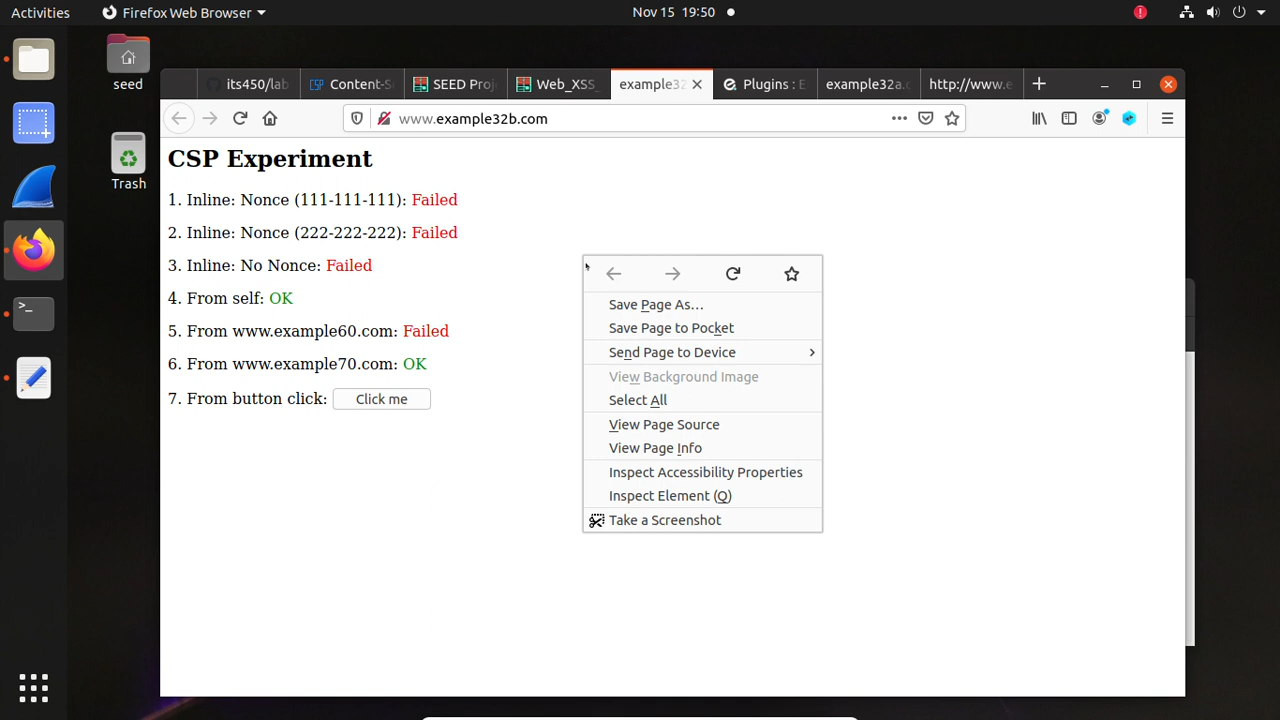 Activities
Firefox Web Browser
Nov 15 19:50
seed
Trash
its450/lab
Content-S
SEED Proj
Web_XSS_
example32
Plugins : E
example32a.c
http://www.e
www.example32b.com
CSP Experiment
1. Inline: Nonce (111-111-111): Failed
2. Inline: Nonce (222-222-222): Failed
3. Inline: No Nonce: Failed
4. From self: OK
5. From www.example60.com: Failed
6. From www.example70.com: OK
7. From button click: Click me
Save Page As…
Save Page to Pocket
Send Page to Device
View Background Image
Select All
View Page Source
View Page Info
Inspect Accessibility Properties
Inspect Element (Q)
Take a Screenshot